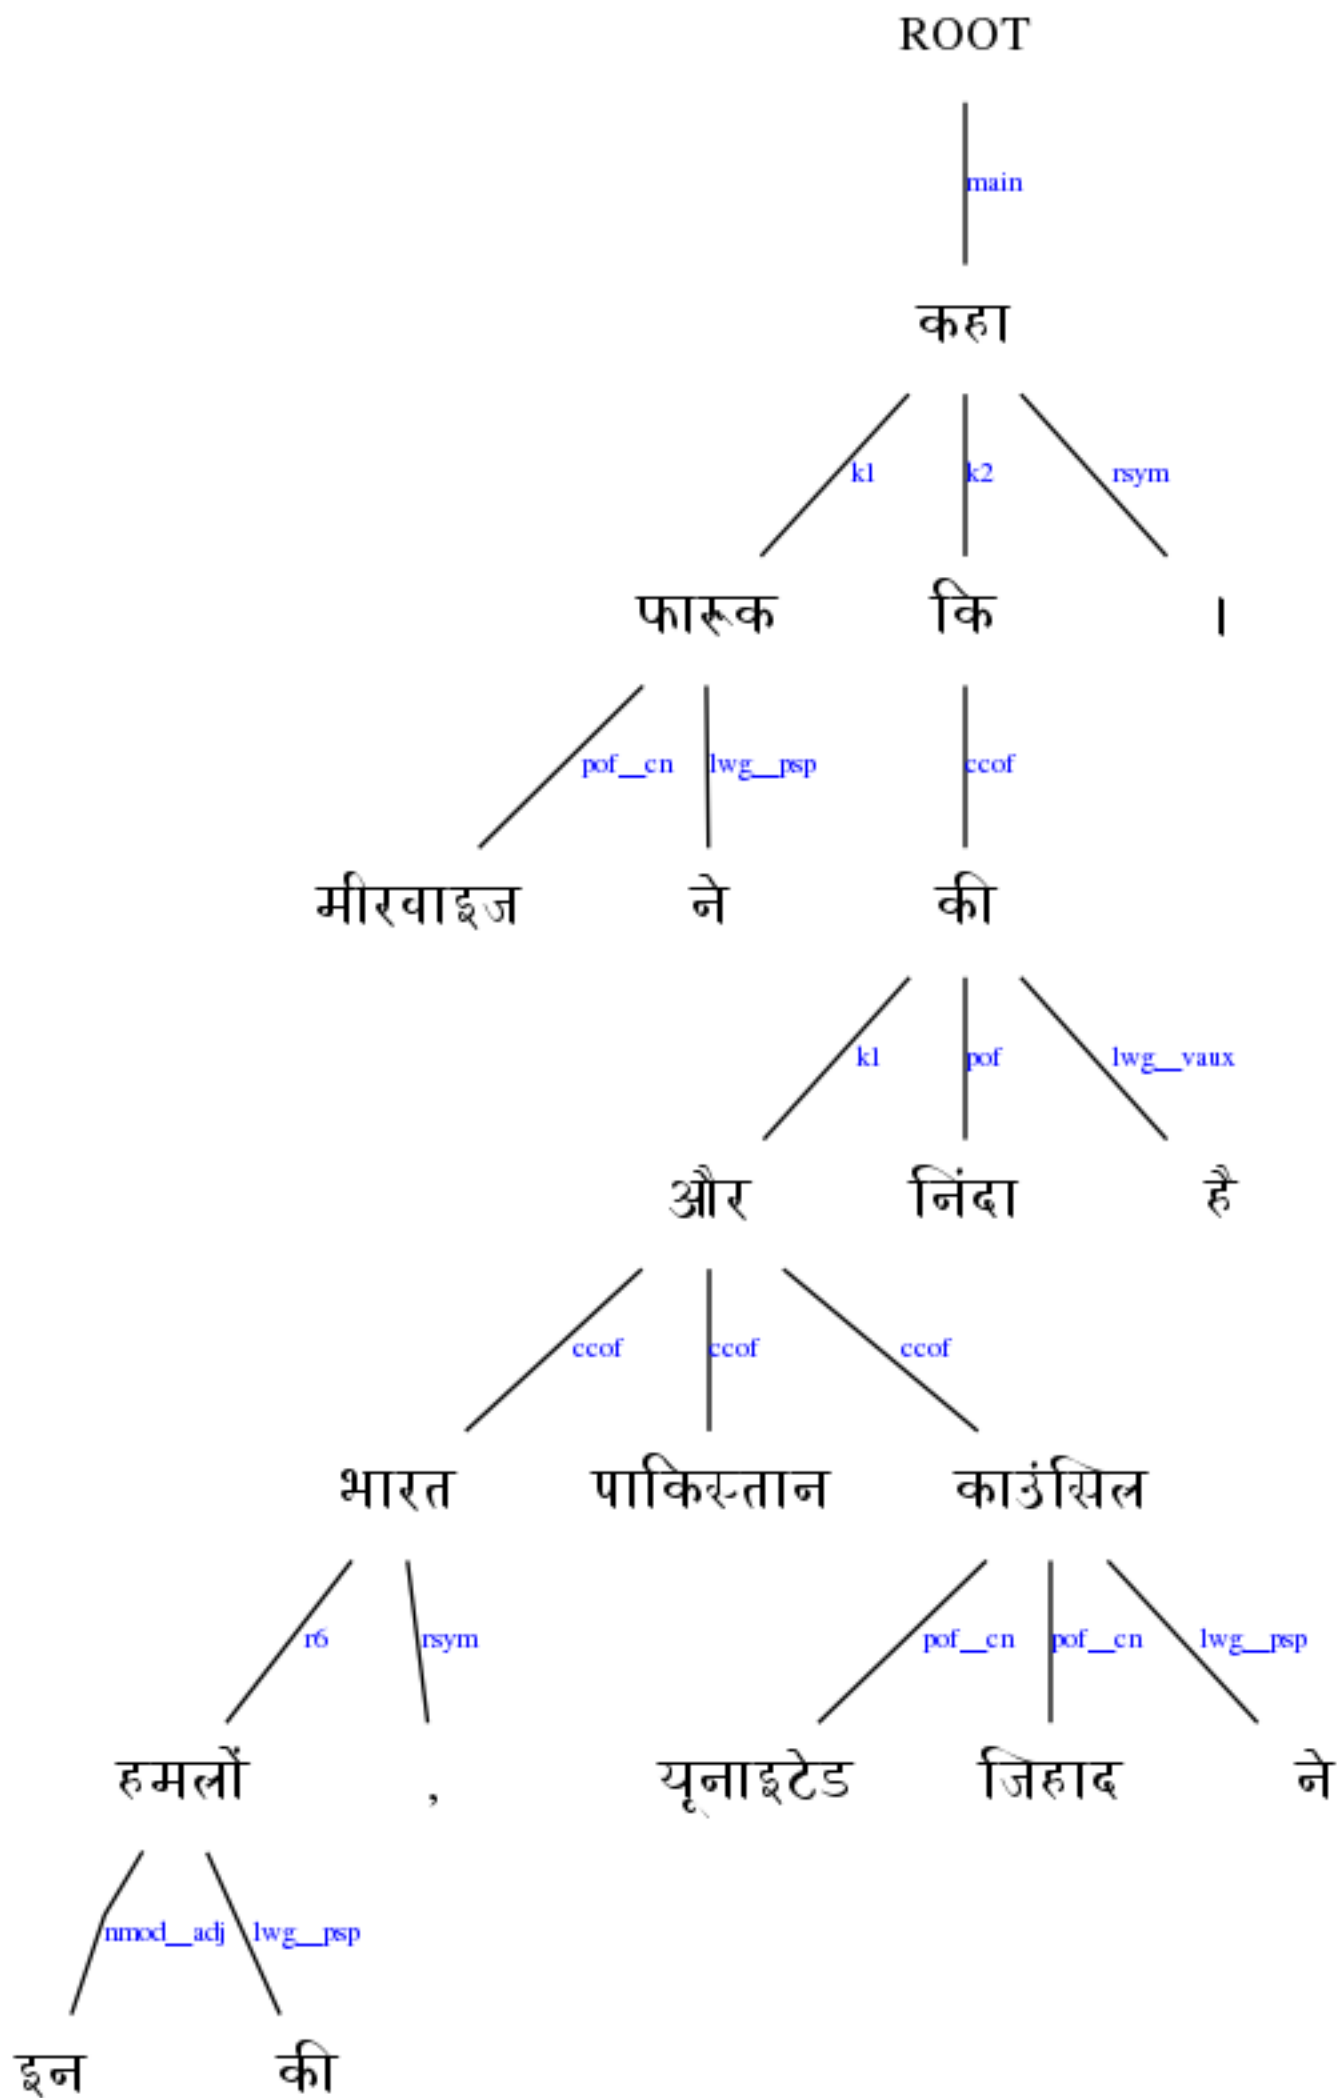 ROOT
main
कहा
k1 k2 rsym
फारूक कि ।
pof__cn lwg__psp ccof
मीरवाइज ने की
k1 pof lwg__vaux
और निंदा है
ccof ccof ccof
भारत पाकिस्तान काउंसिल
r6 rsym pof__cn pof__cn lwg__psp
हमलों , यूनाइटेड जिहाद ने
nmod__adj lwg__psp
इन की